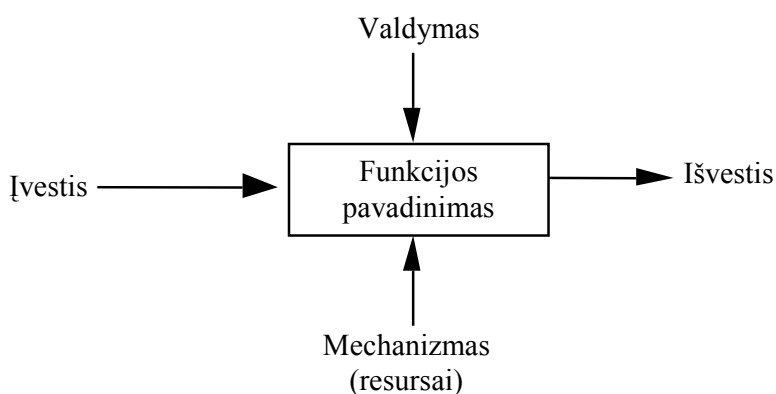 Valdymas
Įvestis
Funkcijos
pavadinimas
Išvestis
Mechanizmas
(resursai)